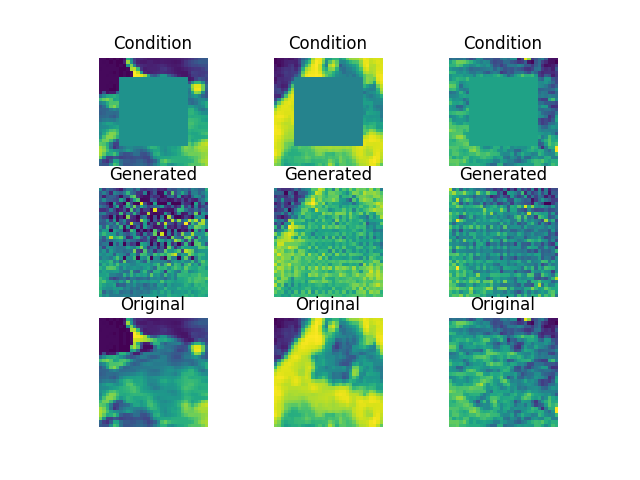 Condition Condition Condition
Generated Generated Generated
Original Original Original